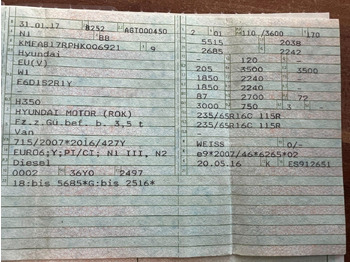 31.01.17 8252 AGT000450
N1 BB
KMFAB17RPHK006921 9
Hyundai
EU(V)
W1
E6D1S2R1Y
H350
HYUNDAI MOTOR (ROK)
Fz.z.Gü.bef. b. 3,5 t
Van
715/2007*2016/427Y
EURO6;Y;PI/CI; N1 III, N2
Diesel
0002 36Y0 2497
18:bis 5685*G:bis 2516*
2 01 110 /3600 170
5515 2038
2685 2242
- 120 -
205 3500 3500
1850 2240 -
1850 2240 -
87 2700 72
3000 750 3
235/65R16C 115R
235/65R16C 115R
-
WEISS 0/-
e9*2007/46*6265*02
20.05.16 K ES912651